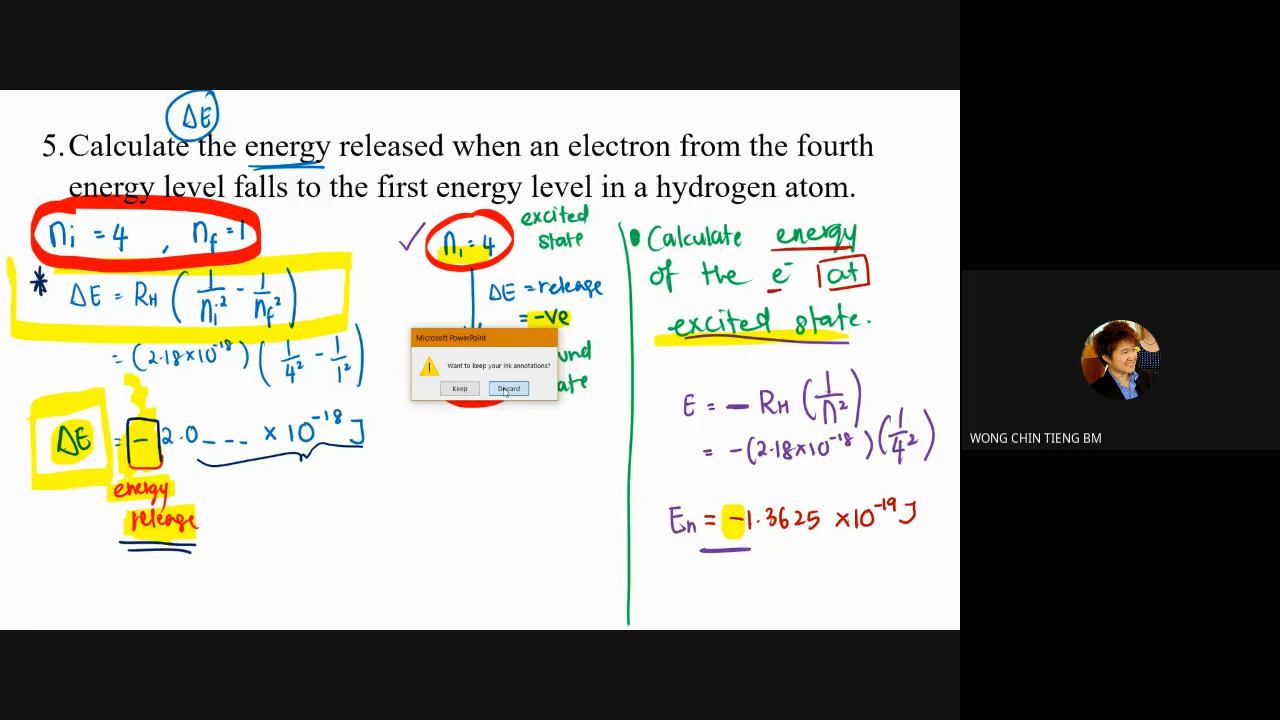 ΔE
5. Calculate the energy released when an electron from the fourth
energy level falls to the first energy level in a hydrogen atom.
ni = 4 , nf = 1
* ΔE = RH (1/ni² - 1/nf²)
= (2.18×10⁻¹⁸) (1/4² - 1/1²)
ΔE = - 2.0_ _ _ × 10⁻¹⁸ J
energy
release
✓ ni = 4
excited
state
ΔE = release
= -ve
Microsoft PowerPoint
Want to keep your ink annotations?
Keep Discard
und
ate
• Calculate energy
of the e⁻ at
excited state.
E = - RH (1/n²)
= -(2.18×10⁻¹⁸) (1/4²)
En = -1.3625 ×10⁻¹⁹ J
WONG CHIN TIENG BM